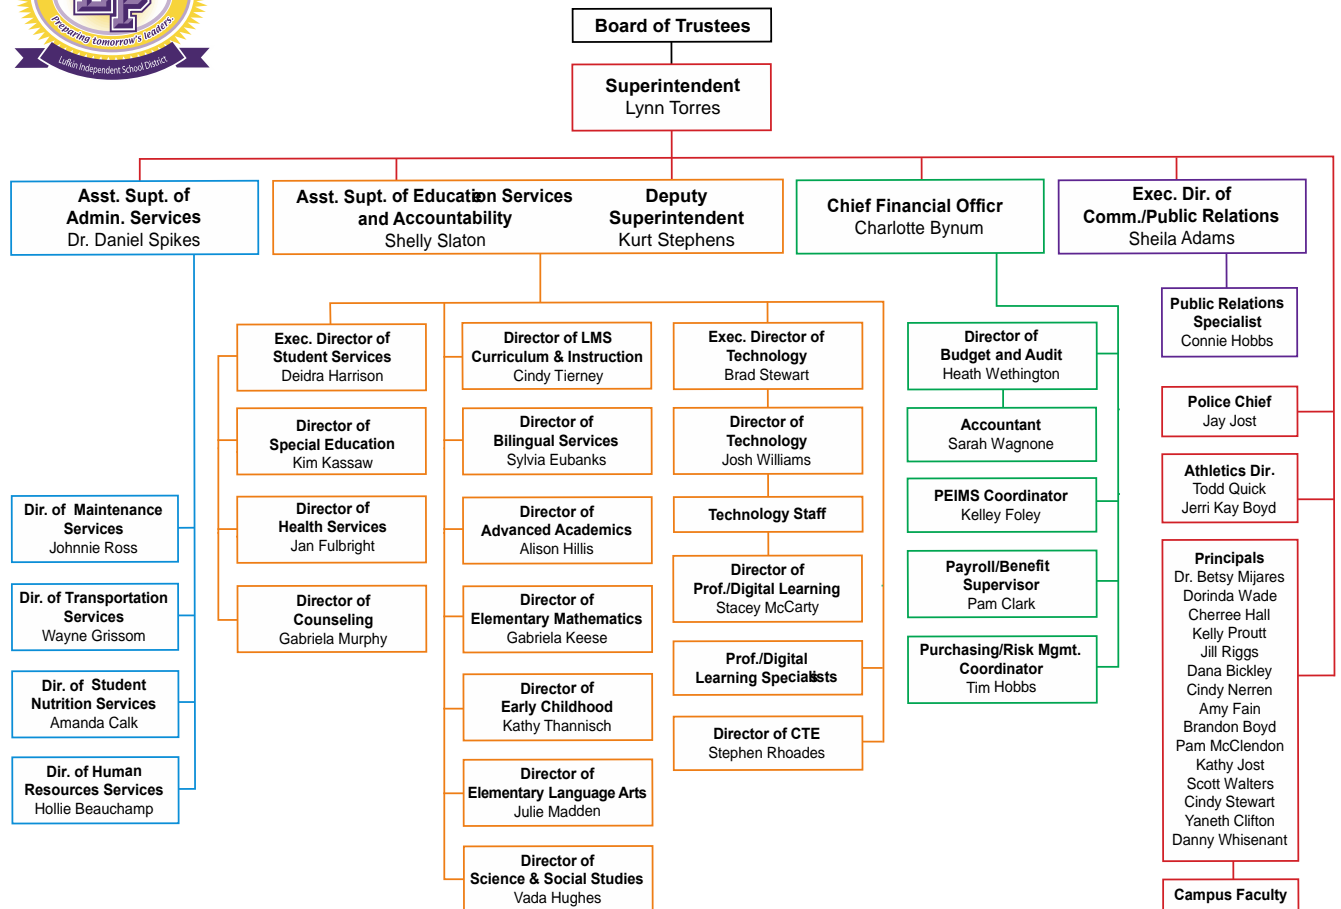 LP
Preparing tomorrow's leaders.
Lufkin Independent School District
Board of Trustees
Superintendent
Lynn Torres
Asst. Supt. of
Admin. Services
Dr. Daniel Spikes
Asst. Supt. of Education Services
and Accountability
Shelly Slaton
Deputy
Superintendent
Kurt Stephens
Chief Financial Officr
Charlotte Bynum
Exec. Dir. of
Comm./Public Relations
Sheila Adams
Dir. of Maintenance
Services
Johnnie Ross
Dir. of Transportation
Services
Wayne Grissom
Dir. of Student
Nutrition Services
Amanda Calk
Dir. of Human
Resources Services
Hollie Beauchamp
Exec. Director of
Student Services
Deidra Harrison
Director of
Special Education
Kim Kassaw
Director of
Health Services
Jan Fulbright
Director of
Counseling
Gabriela Murphy
Director of LMS
Curriculum & Instruction
Cindy Tierney
Director of
Bilingual Services
Sylvia Eubanks
Director of
Advanced Academics
Alison Hillis
Director of
Elementary Mathematics
Gabriela Keese
Director of
Early Childhood
Kathy Thannisch
Director of
Elementary Language Arts
Julie Madden
Director of
Science & Social Studies
Vada Hughes
Exec. Director of
Technology
Brad Stewart
Director of
Technology
Josh Williams
Technology Staff
Director of
Prof./Digital Learning
Stacey McCarty
Prof./Digital
Learning Specialists
Director of CTE
Stephen Rhoades
Director of
Budget and Audit
Heath Wethington
Accountant
Sarah Wagnone
PEIMS Coordinator
Kelley Foley
Payroll/Benefit
Supervisor
Pam Clark
Purchasing/Risk Mgmt.
Coordinator
Tim Hobbs
Public Relations
Specialist
Connie Hobbs
Police Chief
Jay Jost
Athletics Dir.
Todd Quick
Jerri Kay Boyd
Principals
Dr. Betsy Mijares
Dorinda Wade
Cherree Hall
Kelly Proutt
Jill Riggs
Dana Bickley
Cindy Nerren
Amy Fain
Brandon Boyd
Pam McClendon
Kathy Jost
Scott Walters
Cindy Stewart
Yaneth Clifton
Danny Whisenant
Campus Faculty